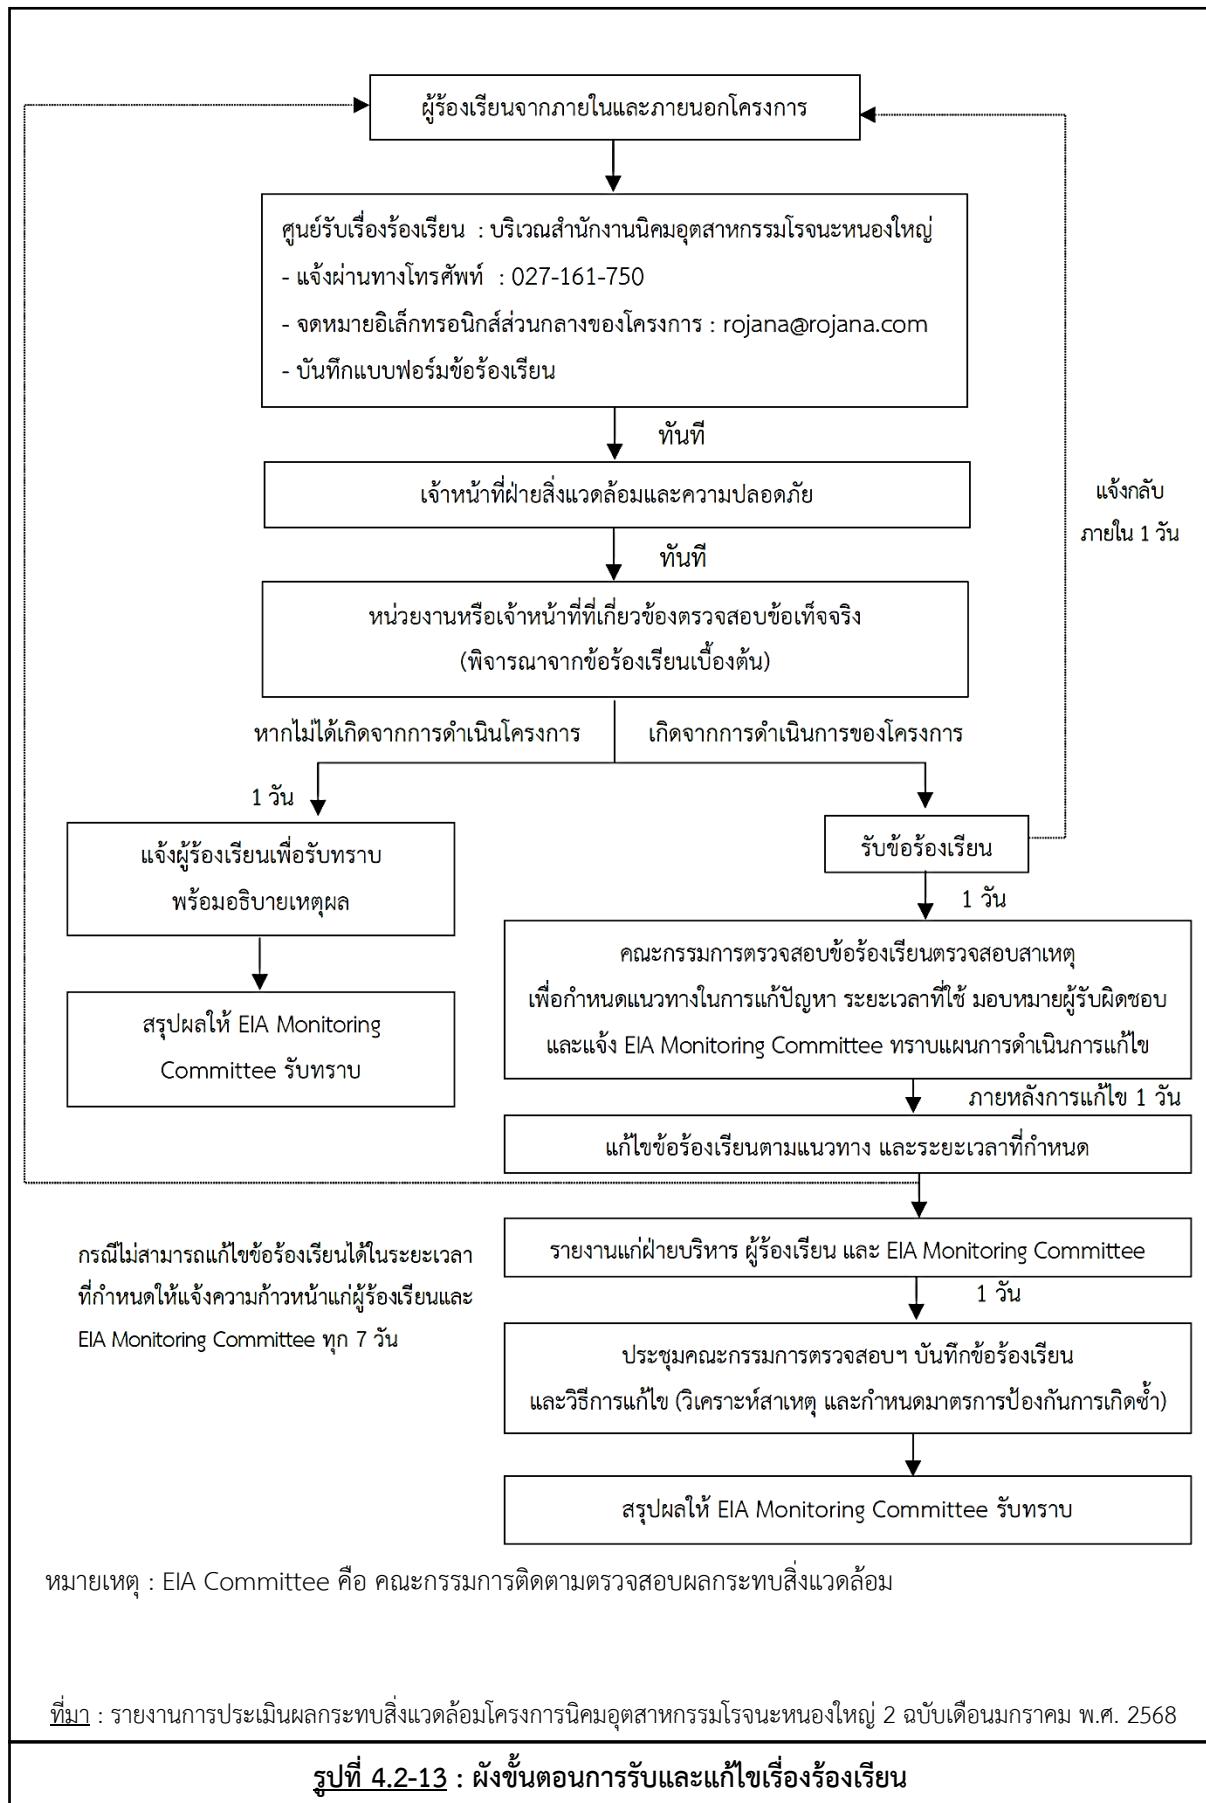 ผู้ร้องเรียนจากภายในและภายนอกโครงการ
ศูนย์รับเรื่องร้องเรียน : บริเวณสำนักงานนิคมอุตสาหกรรมโรจนะหนองใหญ่
- แจ้งผ่านทางโทรศัพท์ : 027-161-750
- จดหมายอิเล็กทรอนิกส์ส่วนกลางของโครงการ : rojana@rojana.com
- บันทึกแบบฟอร์มข้อร้องเรียน
ทันที
เจ้าหน้าที่ฝ่ายสิ่งแวดล้อมและความปลอดภัย
แจ้งกลับ
ภายใน 1 วัน
ทันที
หน่วยงานหรือเจ้าหน้าที่ที่เกี่ยวข้องตรวจสอบข้อเท็จจริง
(พิจารณาจากข้อร้องเรียนเบื้องต้น)
หากไม่ได้เกิดจากการดำเนินโครงการ
เกิดจากการดำเนินการของโครงการ
1 วัน
แจ้งผู้ร้องเรียนเพื่อรับทราบ
พร้อมอธิบายเหตุผล
สรุปผลให้ EIA Monitoring
Committee รับทราบ
รับข้อร้องเรียน
1 วัน
คณะกรรมการตรวจสอบข้อร้องเรียนตรวจสอบสาเหตุ
เพื่อกำหนดแนวทางในการแก้ปัญหา ระยะเวลาที่ใช้ มอบหมายผู้รับผิดชอบ
และแจ้ง EIA Monitoring Committee ทราบแผนการดำเนินการแก้ไข
ภายหลังการแก้ไข 1 วัน
แก้ไขข้อร้องเรียนตามแนวทาง และระยะเวลาที่กำหนด
กรณีไม่สามารถแก้ไขข้อร้องเรียนได้ในระยะเวลา
ที่กำหนดให้แจ้งความก้าวหน้าแก่ผู้ร้องเรียนและ
EIA Monitoring Committee ทุก 7 วัน
รายงานแก่ฝ่ายบริหาร ผู้ร้องเรียน และ EIA Monitoring Committee
1 วัน
ประชุมคณะกรรมการตรวจสอบฯ บันทึกข้อร้องเรียน
และวิธีการแก้ไข (วิเคราะห์สาเหตุ และกำหนดมาตรการป้องกันการเกิดซ้ำ)
สรุปผลให้ EIA Monitoring Committee รับทราบ
หมายเหตุ : EIA Committee คือ คณะกรรมการติดตามตรวจสอบผลกระทบสิ่งแวดล้อม
ที่มา : รายงานการประเมินผลกระทบสิ่งแวดล้อมโครงการนิคมอุตสาหกรรมโรจนะหนองใหญ่ 2 ฉบับเดือนมกราคม พ.ศ. 2568
รูปที่ 4.2-13 : ผังขั้นตอนการรับและแก้ไขเรื่องร้องเรียน